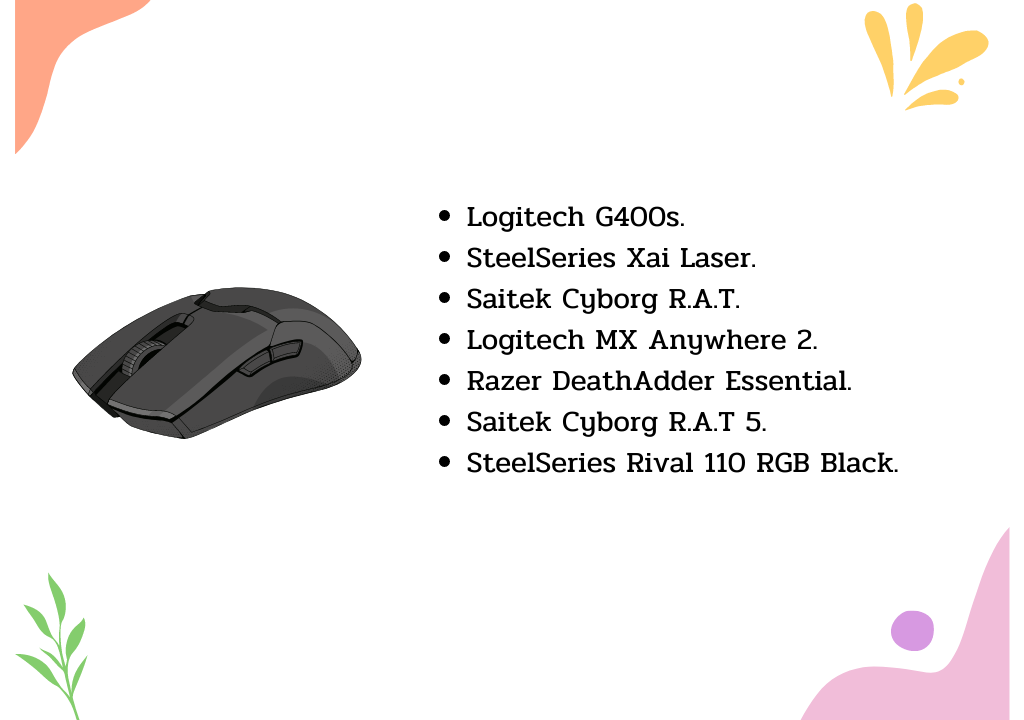 • Logitech G400s.
• SteelSeries Xai Laser.
• Saitek Cyborg R.A.T.
• Logitech MX Anywhere 2.
• Razer DeathAdder Essential.
• Saitek Cyborg R.A.T 5.
• SteelSeries Rival 110 RGB Black.